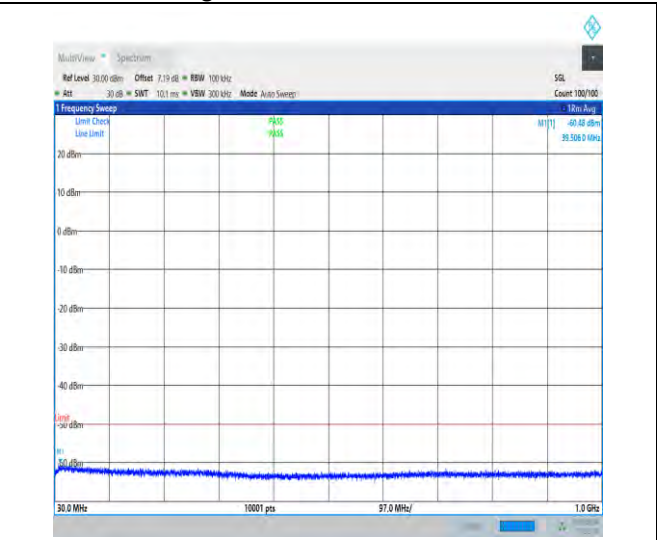 MultiView Spectrum
Ref Level 30.00 dBm Offset 7.19 dB RBW 100 kHz SGL
Att 30 dB SWT 10.1 ms VBW 300 kHz Mode Auto Sweep Count 100/100
1 Frequency Sweep 1Rm Avg
Limit Check PASS M1[1] -60.48 dBm
Line Limit PASS 39.5060 MHz
20 dBm
10 dBm
0 dBm
-10 dBm
-20 dBm
-30 dBm
-40 dBm
Limit
-50 dBm
M1
-60 dBm
30.0 MHz 10001 pts 97.0 MHz/ 1.0 GHz